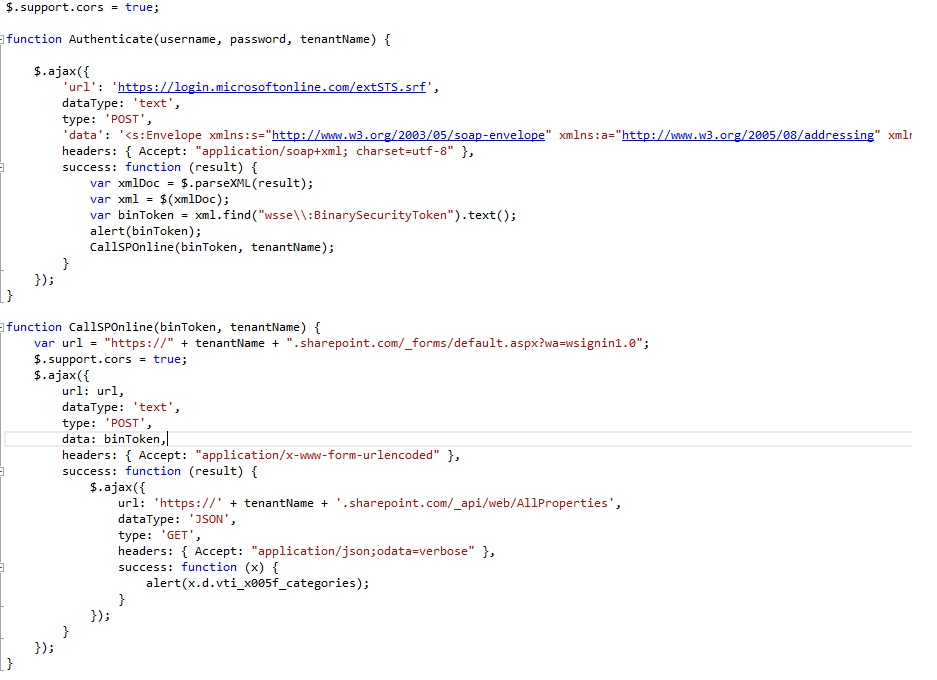 $.support.cors = true;
function Authenticate(username, password, tenantName) {
$.ajax({
'url': 'https://login.microsoftonline.com/extSTS.srf',
dataType: 'text',
type: 'POST',
'data': '<s:Envelope xmlns:s="http://www.w3.org/2003/05/soap-envelope" xmlns:a="http://www.w3.org/2005/08/addressing" xmlr
headers: { Accept: "application/soap+xml; charset=utf-8" },
success: function (result) {
var xmlDoc = $.parseXML(result);
var xml = $(xmlDoc);
var binToken = xml.find("wsse\\:BinarySecurityToken").text();
alert(binToken);
CallSPOnline(binToken, tenantName);
}
});
}
function CallSPOnline(binToken, tenantName) {
var url = "https://" + tenantName + ".sharepoint.com/_forms/default.aspx?wa=wsignin1.0";
$.support.cors = true;
$.ajax({
url: url,
dataType: 'text',
type: 'POST',
data: binToken,
headers: { Accept: "application/x-www-form-urlencoded" },
success: function (result) {
$.ajax({
url: 'https://' + tenantName + '.sharepoint.com/_api/web/AllProperties',
dataType: 'JSON',
type: 'GET',
headers: { Accept: "application/json;odata=verbose" },
success: function (x) {
alert(x.d.vti_x005f_categories);
}
});
}
});
}